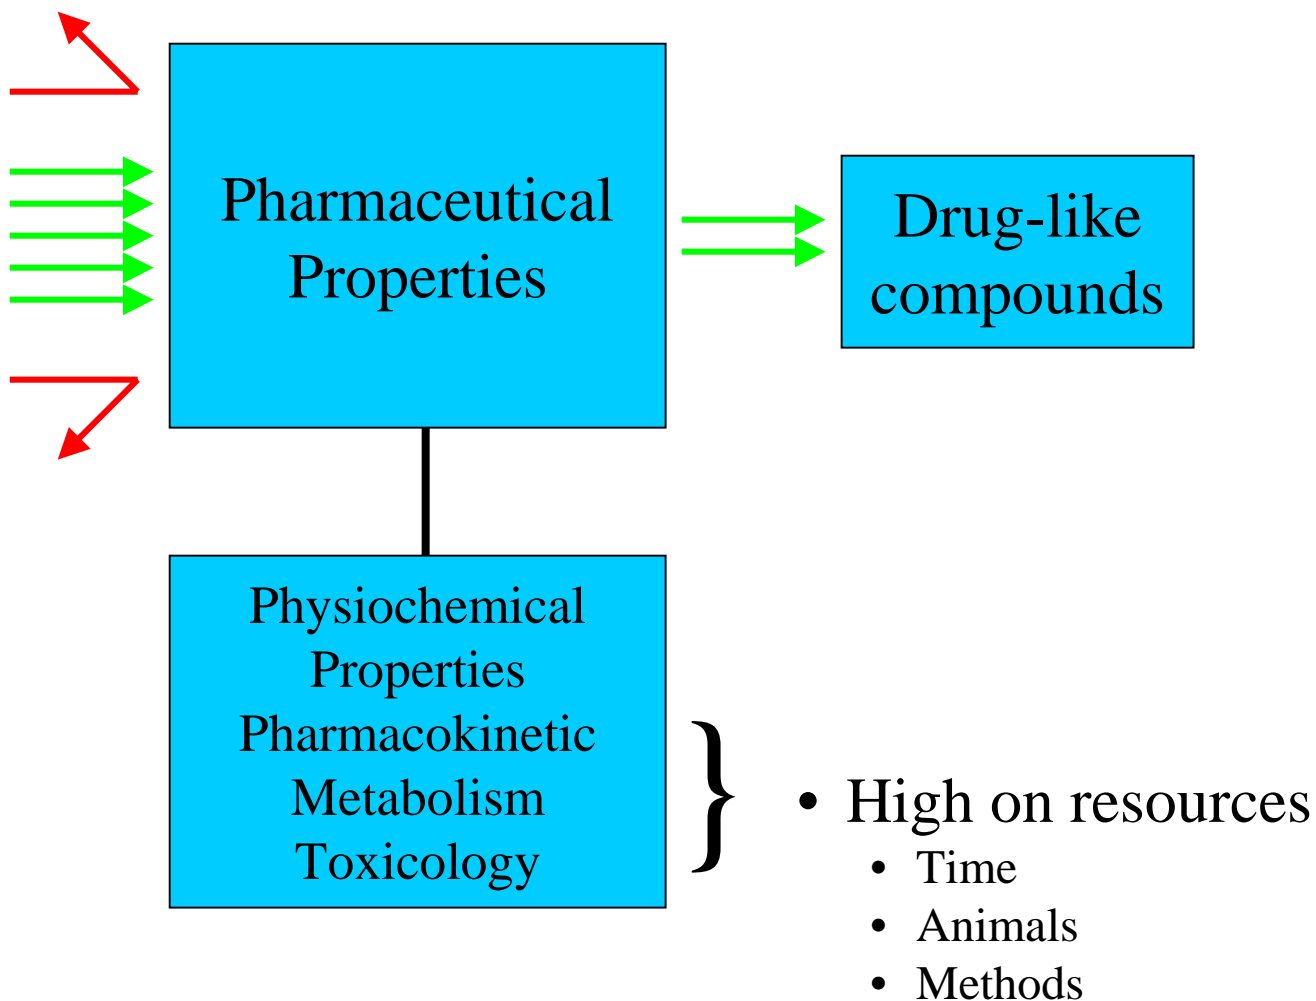 Pharmaceutical
Properties
Drug-like
compounds
Physiochemical
Properties
Pharmacokinetic
Metabolism
Toxicology
}
• High on resources
• Time
• Animals
• Methods